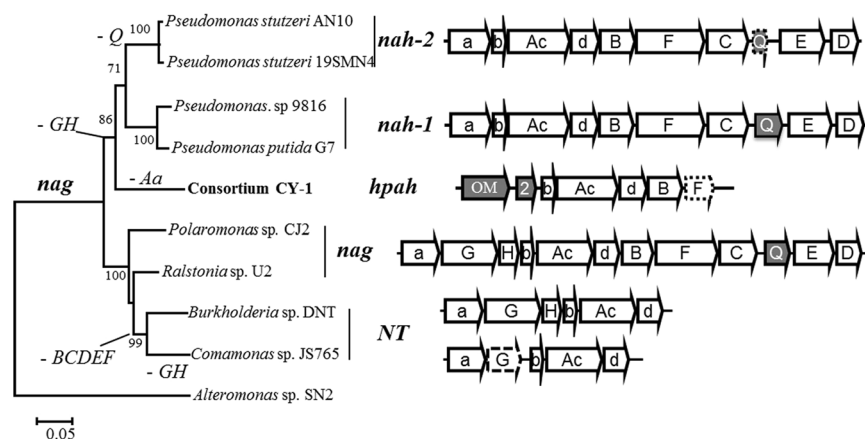 Pseudomonas stutzeri AN10
- Q
100
nah-2
a b Ac d B F C Q E D
71
Pseudomonas stutzeri 19SMN4
86
Pseudomonas. sp 9816
- GH
100
nah-1
a b Ac d B F C Q E D
Pseudomonas putida G7
- Aa
nag
Consortium CY-1
hpah
OM 2 b Ac d B F
Polaromonas sp. CJ2
100
nag
a G H b Ac d B F C Q E D
Ralstonia sp. U2
Burkholderia sp. DNT
a G H b Ac d
NT
99
- BCDEF
Comamonas sp. JS765
a G b Ac d
- GH
Alteromonas sp. SN2
0.05